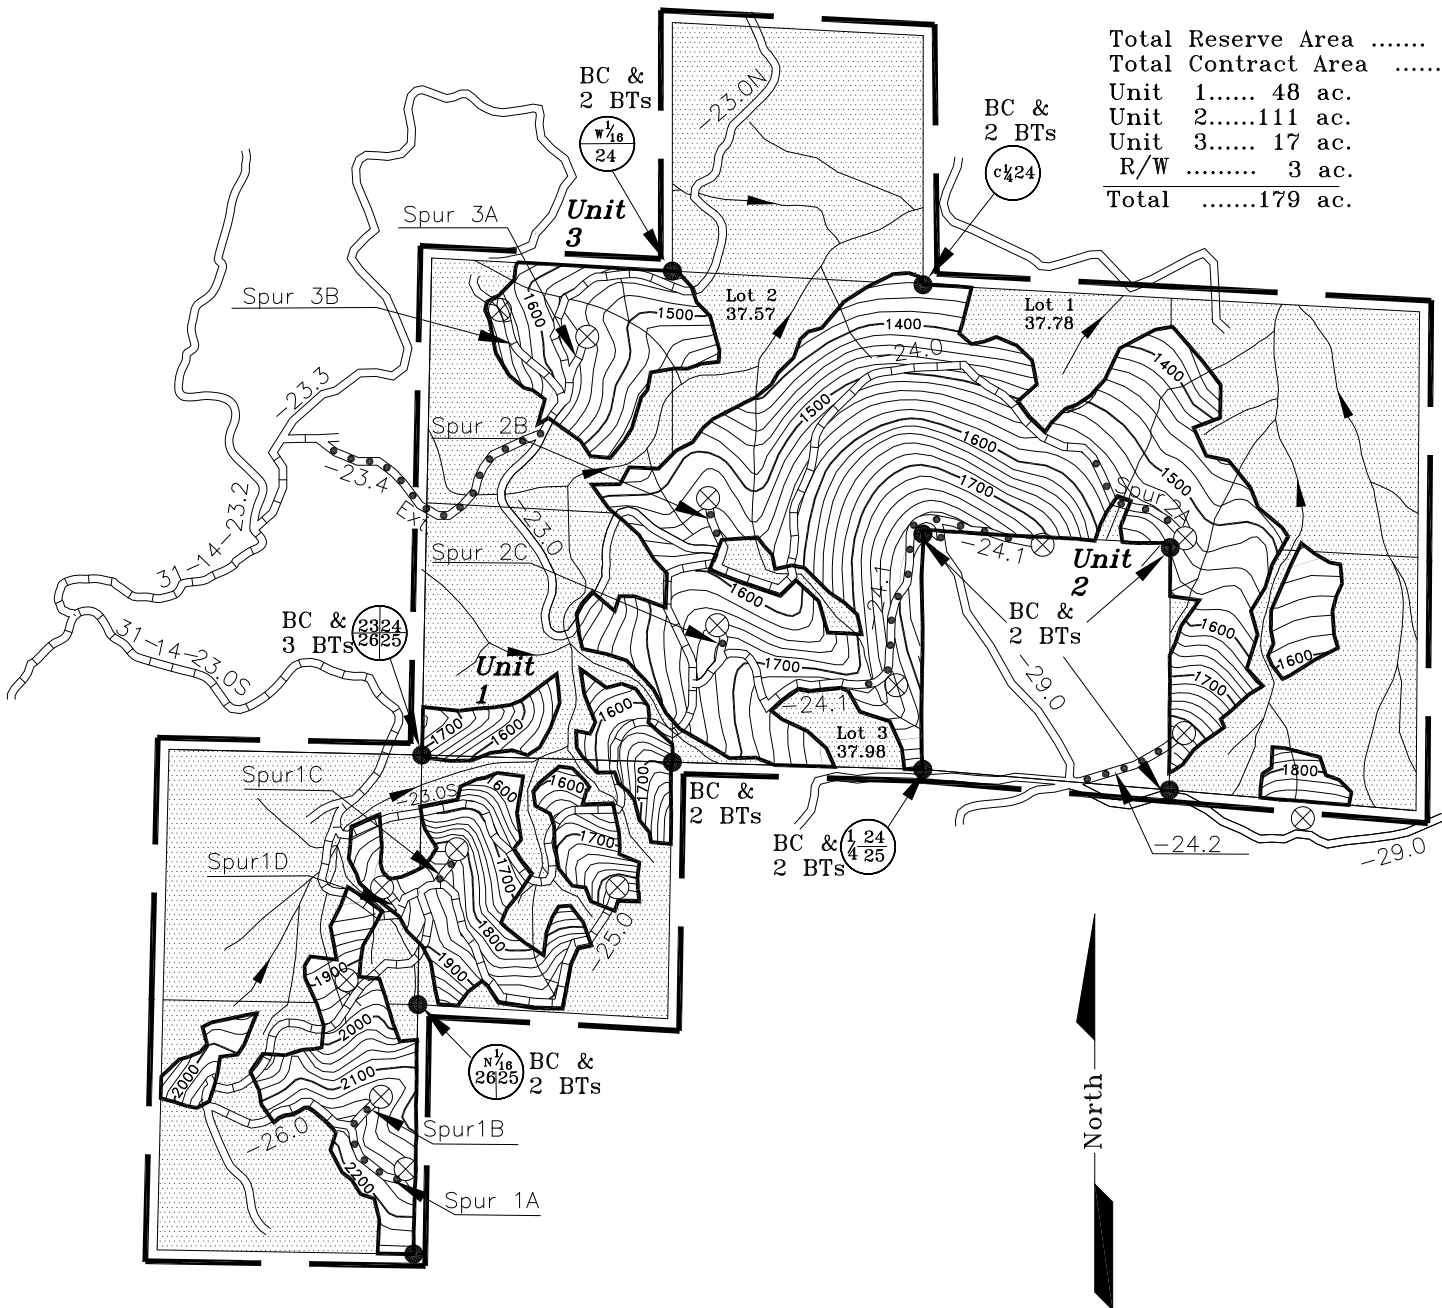 Total Reserve Area .......
Total Contract Area ......
Unit 1...... 48 ac.
Unit 2......111 ac.
Unit 3...... 17 ac.
R/W ......... 3 ac.
Total .......179 ac.
BC &
2 BTs
W 1/16
24
BC &
2 BTs
C 1/4 24
-23.0N
Spur 3A
Unit
3
Spur 3B
1600
1500
Lot 2
37.57
Lot 1
37.78
1400
-24.0
1400
-23.3
1500
Spur 2B
1600
-23.4
Ext
1700
Spur 2A
1500
31-14-23.2
-23.0
Spur 2C
-24.1
Unit
2
24.1
1600
BC &
2 BTs
31-14-23.0S
BC &
3 BTs
23 24
26 25
Unit
1
1700
-29.0
1600
1600
1700
-24.1
1700
1600
1600
Lot 3
37.98
Spur1C
-23.0S
600
1600
1700
BC &
2 BTs
1800
BC &
2 BTs
1/4 24
25
-24.2
-29.0
Spur1D
1700
1700
1800
-25.0
1900
1900
2000
N 1/16
26 25
BC &
2 BTs
2000
2100
-26.0
Spur1B
2200
Spur 1A
North